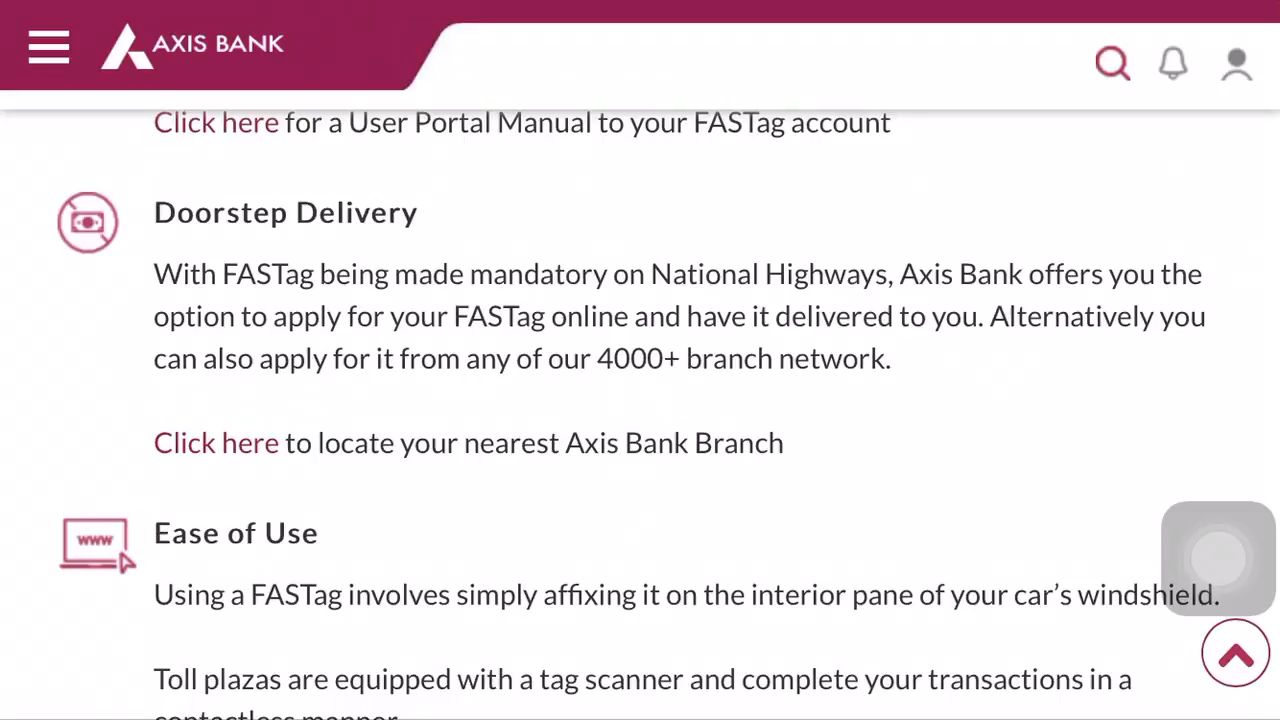 AXIS BANK
Click here for a User Portal Manual to your FASTag account
Doorstep Delivery
With FASTag being made mandatory on National Highways, Axis Bank offers you the
option to apply for your FASTag online and have it delivered to you. Alternatively you
can also apply for it from any of our 4000+ branch network.
Click here to locate your nearest Axis Bank Branch
www
Ease of Use
Using a FASTag involves simply affixing it on the interior pane of your car’s windshield.
Toll plazas are equipped with a tag scanner and complete your transactions in a
contactless manner